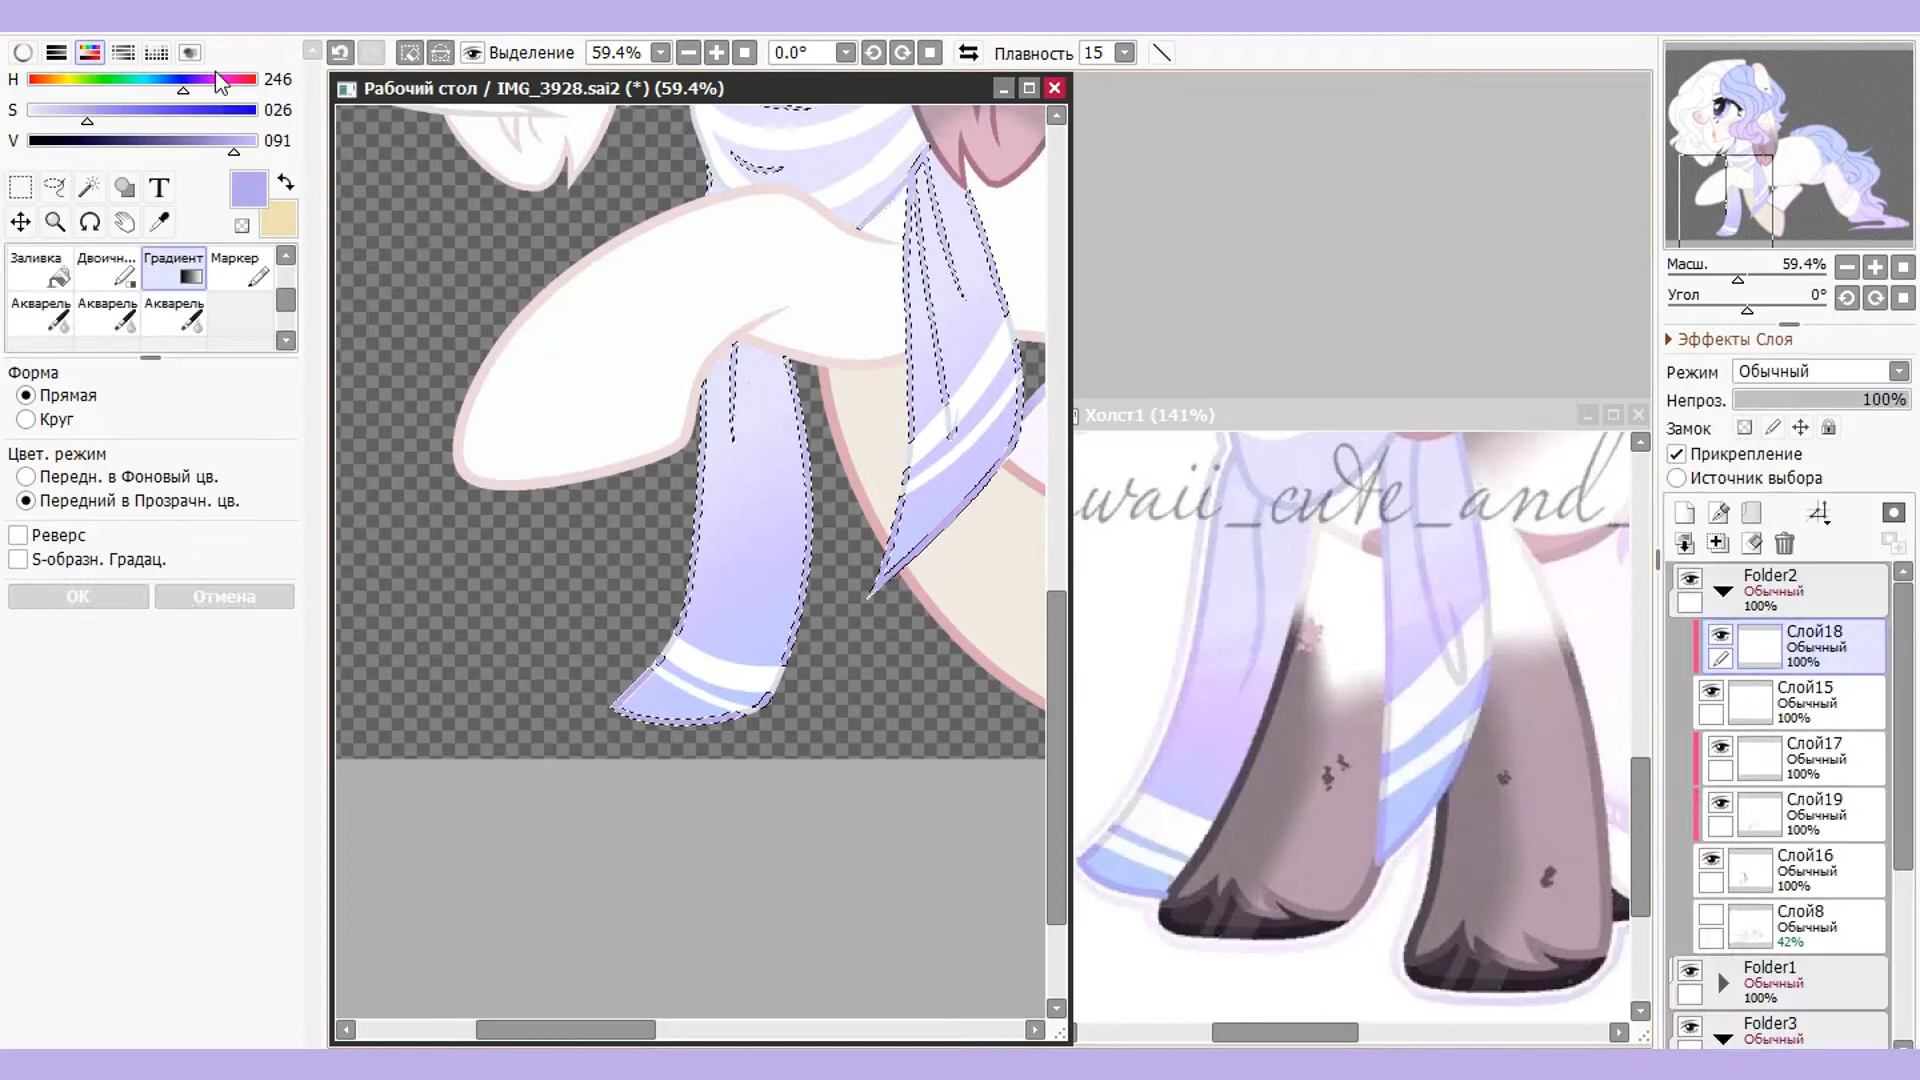 Выделение
59.4%
0.0°
Плавность
15
H
246
S
026
V
091
T
Рабочий стол / IMG_3928.sai2 (*) (59.4%)
Заливка
Двоичн...
Градиент
Маркер
Акварель
Акварель
Акварель
Форма
Прямая
Круг
Цвет. режим
Передн. в Фоновый цв.
Передний в Прозрачн. цв.
Реверс
S-образн. Градац.
ОК
Отмена
Холст1 (141%)
waii_cute_and_
Масш.
59.4%
Угол
0°
Эффекты Слоя
Режим
Обычный
Непроз.
100%
Замок
Прикрепление
Источник выбора
Folder2
Обычный
100%
Слой18
Обычный
100%
Слой15
Обычный
100%
Слой17
Обычный
100%
Слой19
Обычный
100%
Слой16
Обычный
100%
Слой8
Обычный
42%
Folder1
Обычный
100%
Folder3
Обычный